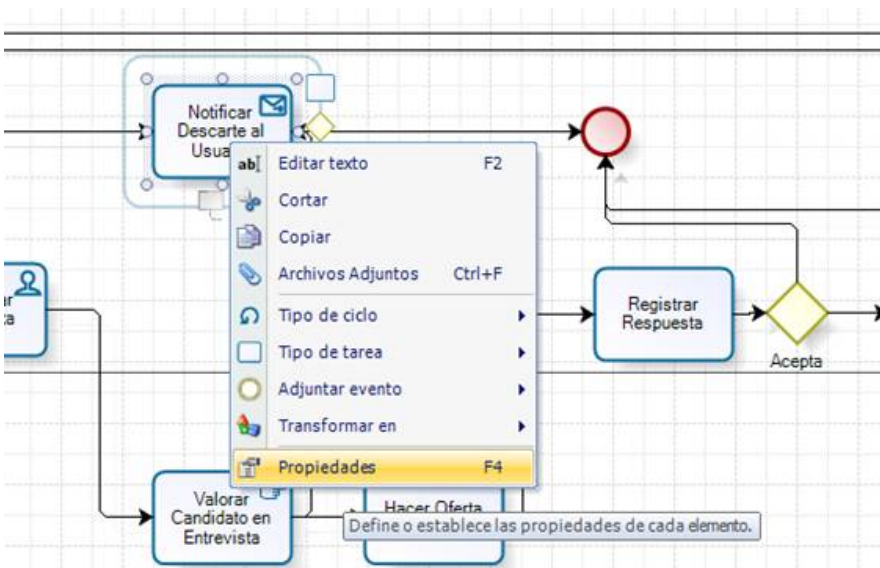 Notificar
Descarte al
Usua
Editar texto F2
Cortar
Copiar
Archivos Adjuntos Ctrl+F
Tipo de ciclo
Tipo de tarea
Adjuntar evento
Transformar en
Propiedades F4
Define o establece las propiedades de cada elemento.
Registrar
Respuesta
Acepta
Valorar
Candidato en
Entrevista
Hacer Oferta